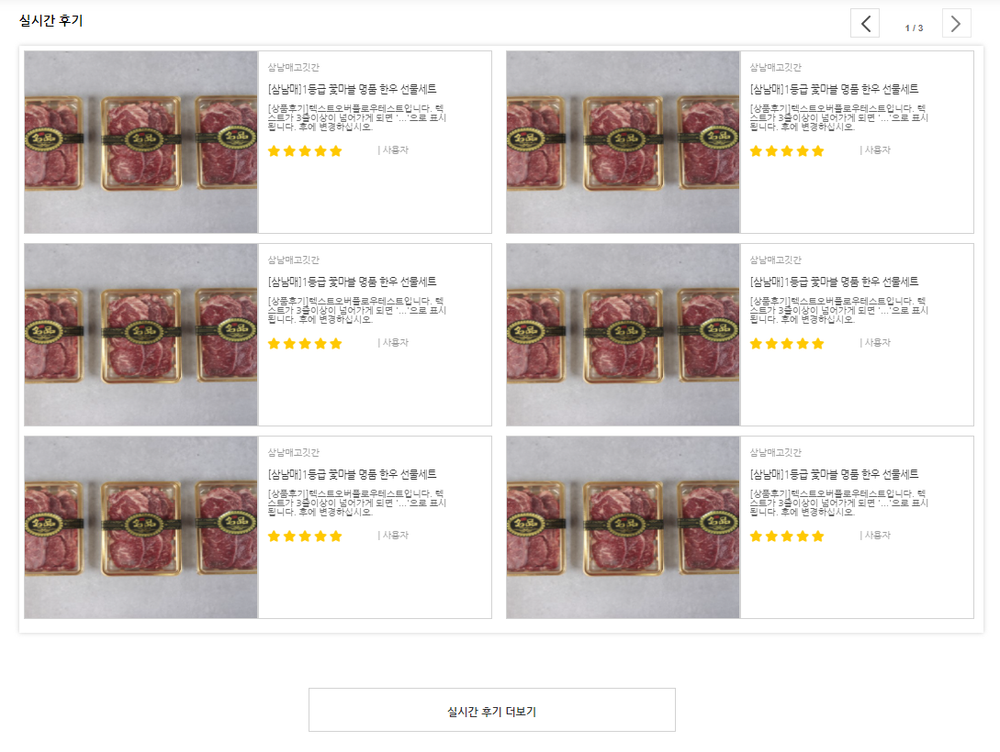 실시간 후기
1 / 3
삼남매고깃간
[삼남매]1등급 꽃마블 명품 한우 선물세트
[상품후기]텍스트오버플로우테스트입니다. 텍
스트가 3줄이상이 넘어가게 되면 '...'으로 표시
됩니다. 후에 변경하십시오.
| 사용자
삼남매고깃간
[삼남매]1등급 꽃마블 명품 한우 선물세트
[상품후기]텍스트오버플로우테스트입니다. 텍
스트가 3줄이상이 넘어가게 되면 '...'으로 표시
됩니다. 후에 변경하십시오.
| 사용자
삼남매고깃간
[삼남매]1등급 꽃마블 명품 한우 선물세트
[상품후기]텍스트오버플로우테스트입니다. 텍
스트가 3줄이상이 넘어가게 되면 '...'으로 표시
됩니다. 후에 변경하십시오.
| 사용자
삼남매고깃간
[삼남매]1등급 꽃마블 명품 한우 선물세트
[상품후기]텍스트오버플로우테스트입니다. 텍
스트가 3줄이상이 넘어가게 되면 '...'으로 표시
됩니다. 후에 변경하십시오.
| 사용자
삼남매고깃간
[삼남매]1등급 꽃마블 명품 한우 선물세트
[상품후기]텍스트오버플로우테스트입니다. 텍
스트가 3줄이상이 넘어가게 되면 '...'으로 표시
됩니다. 후에 변경하십시오.
| 사용자
삼남매고깃간
[삼남매]1등급 꽃마블 명품 한우 선물세트
[상품후기]텍스트오버플로우테스트입니다. 텍
스트가 3줄이상이 넘어가게 되면 '...'으로 표시
됩니다. 후에 변경하십시오.
| 사용자
실시간 후기 더보기